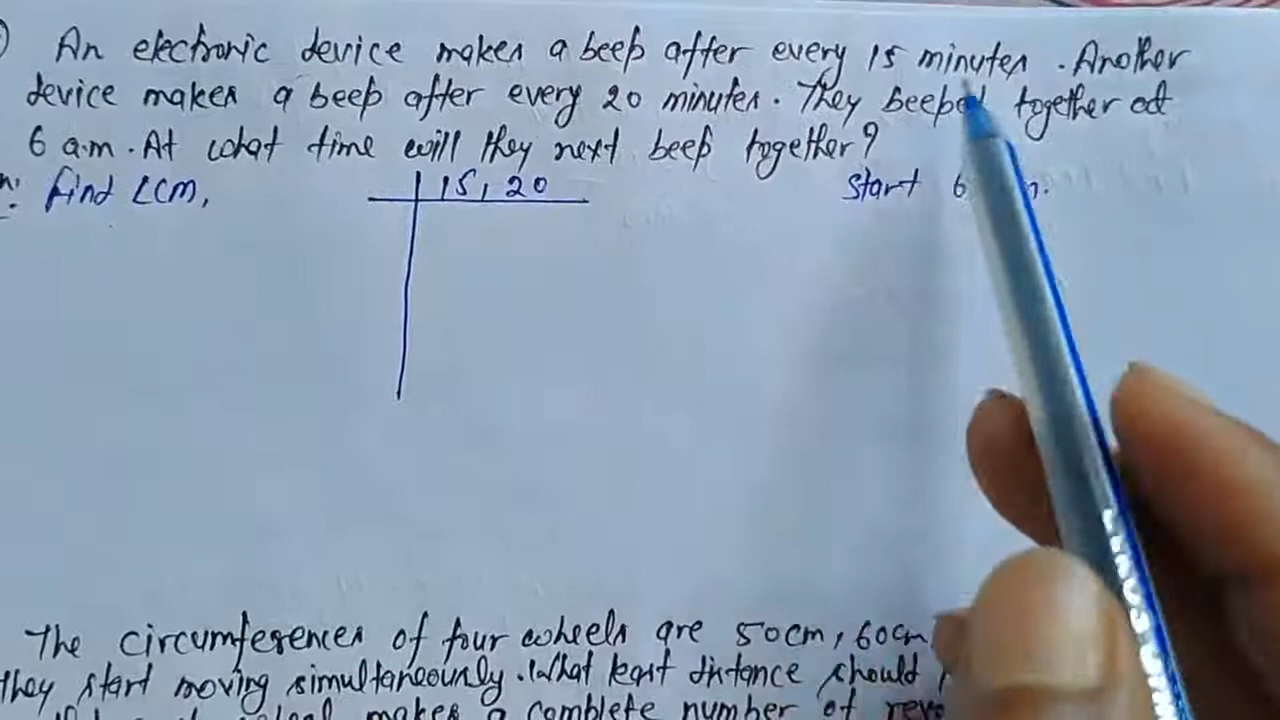 An electronic device makes a beep after every 15 minutes. Another
device makes a beep after every 20 minutes. They beeped together at
6 a.m. At what time will they next beep together?
Find LCM, 15, 20 Start 6
The circumferences of four wheels are 50cm, 60cm
they start moving simultaneously. What least distance should
makes a complete number of